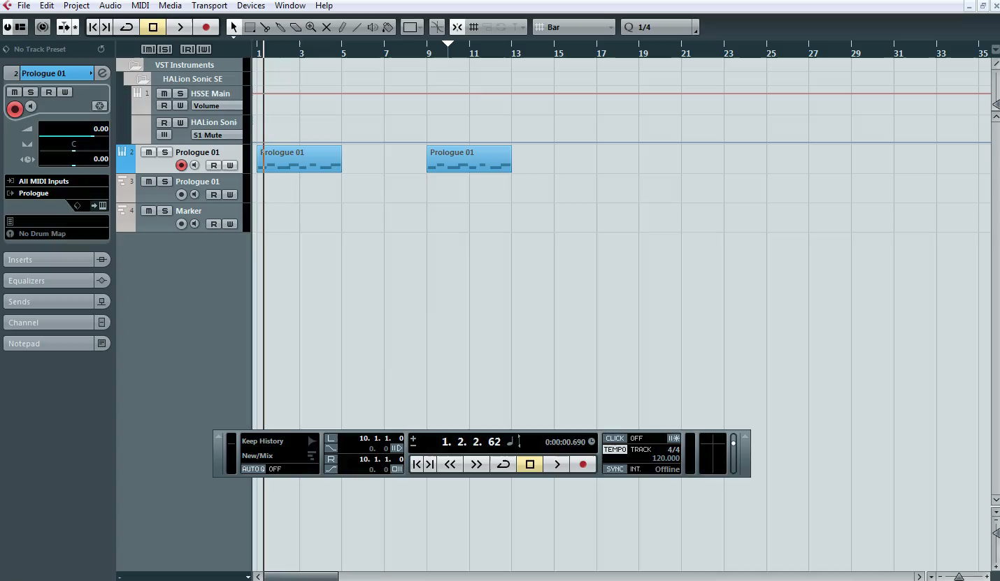 File Edit Project Audio MIDI Media Transport Devices Window Help
Bar
Q 1/4
No Track Preset
M S R W
1 3 5 7 9 11 13 15 17 19 21 23 25 27 29 31 33 35
2 Prologue 01 e
M S R W
0.00
C
0.00
All MIDI Inputs
Prologue
No Drum Map
Inserts
Equalizers
Sends
Channel
Notepad
VST Instruments
HALion Sonic SE
1 M S HSSE Main
R W Volume
R W HALion Soni
S1 Mute
2 M S Prologue 01
R W
Prologue 01
Prologue 01
3 M S Prologue 01
R W
4 M S Marker
R W
Keep History
New/Mix
AUTO Q OFF
L 10. 1. 1. 0
0. 0
R 10. 1. 1. 0
0. 0
1. 2. 2. 62
0:00:00.690
CLICK OFF
TEMPO TRACK 4/4
120.000
SYNC INT. Offline